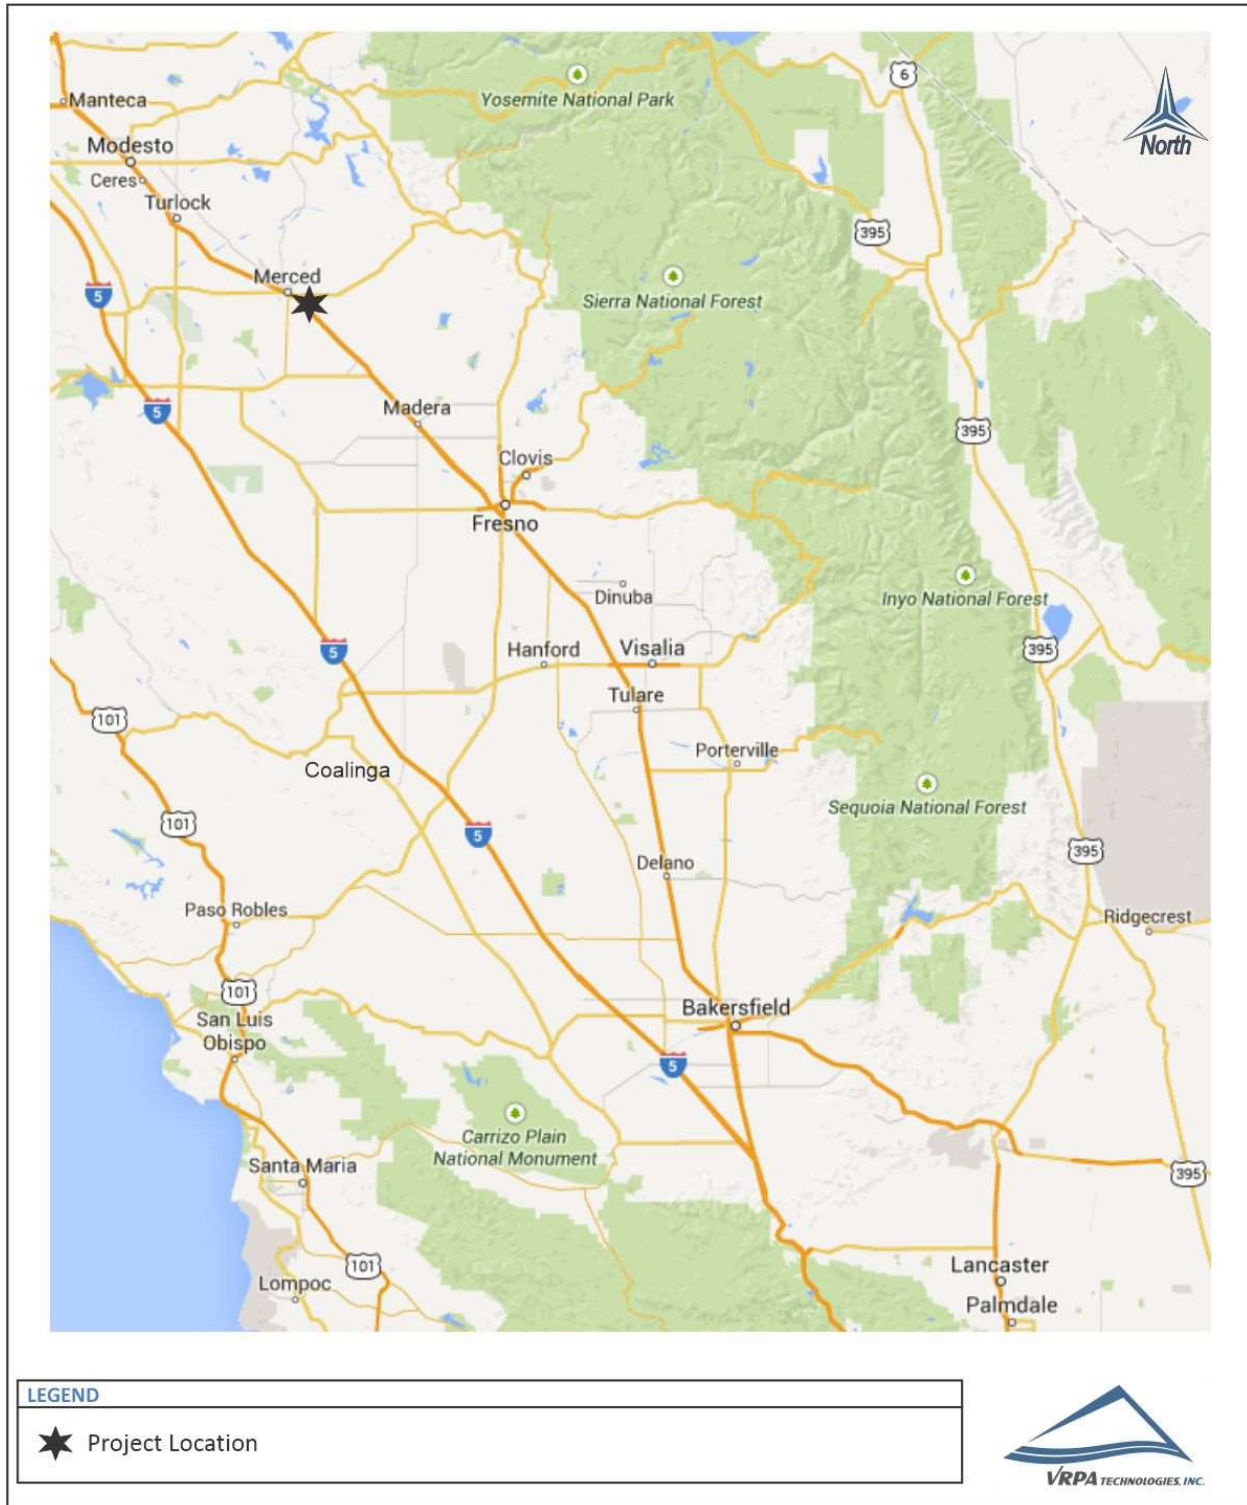 Yosemite National Park
6
Manteca
North
Modesto
Ceres
Turlock
395
Merced
Sierra National Forest
5
5
Madera
395
Clovis
Fresno
Inyo National Forest
Dinuba
Hanford
Visalia
5
395
Tulare
101
Porterville
Coalinga
Sequoia National Forest
101
5
395
Delano
Paso Robles
Ridgecrest
101
Bakersfield
San Luis
Obispo
5
Carrizo Plain
National Monument
Santa Maria
395
101
Lancaster
Lompoc
Palmdale
LEGEND
Project Location
VRPA TECHNOLOGIES, INC.